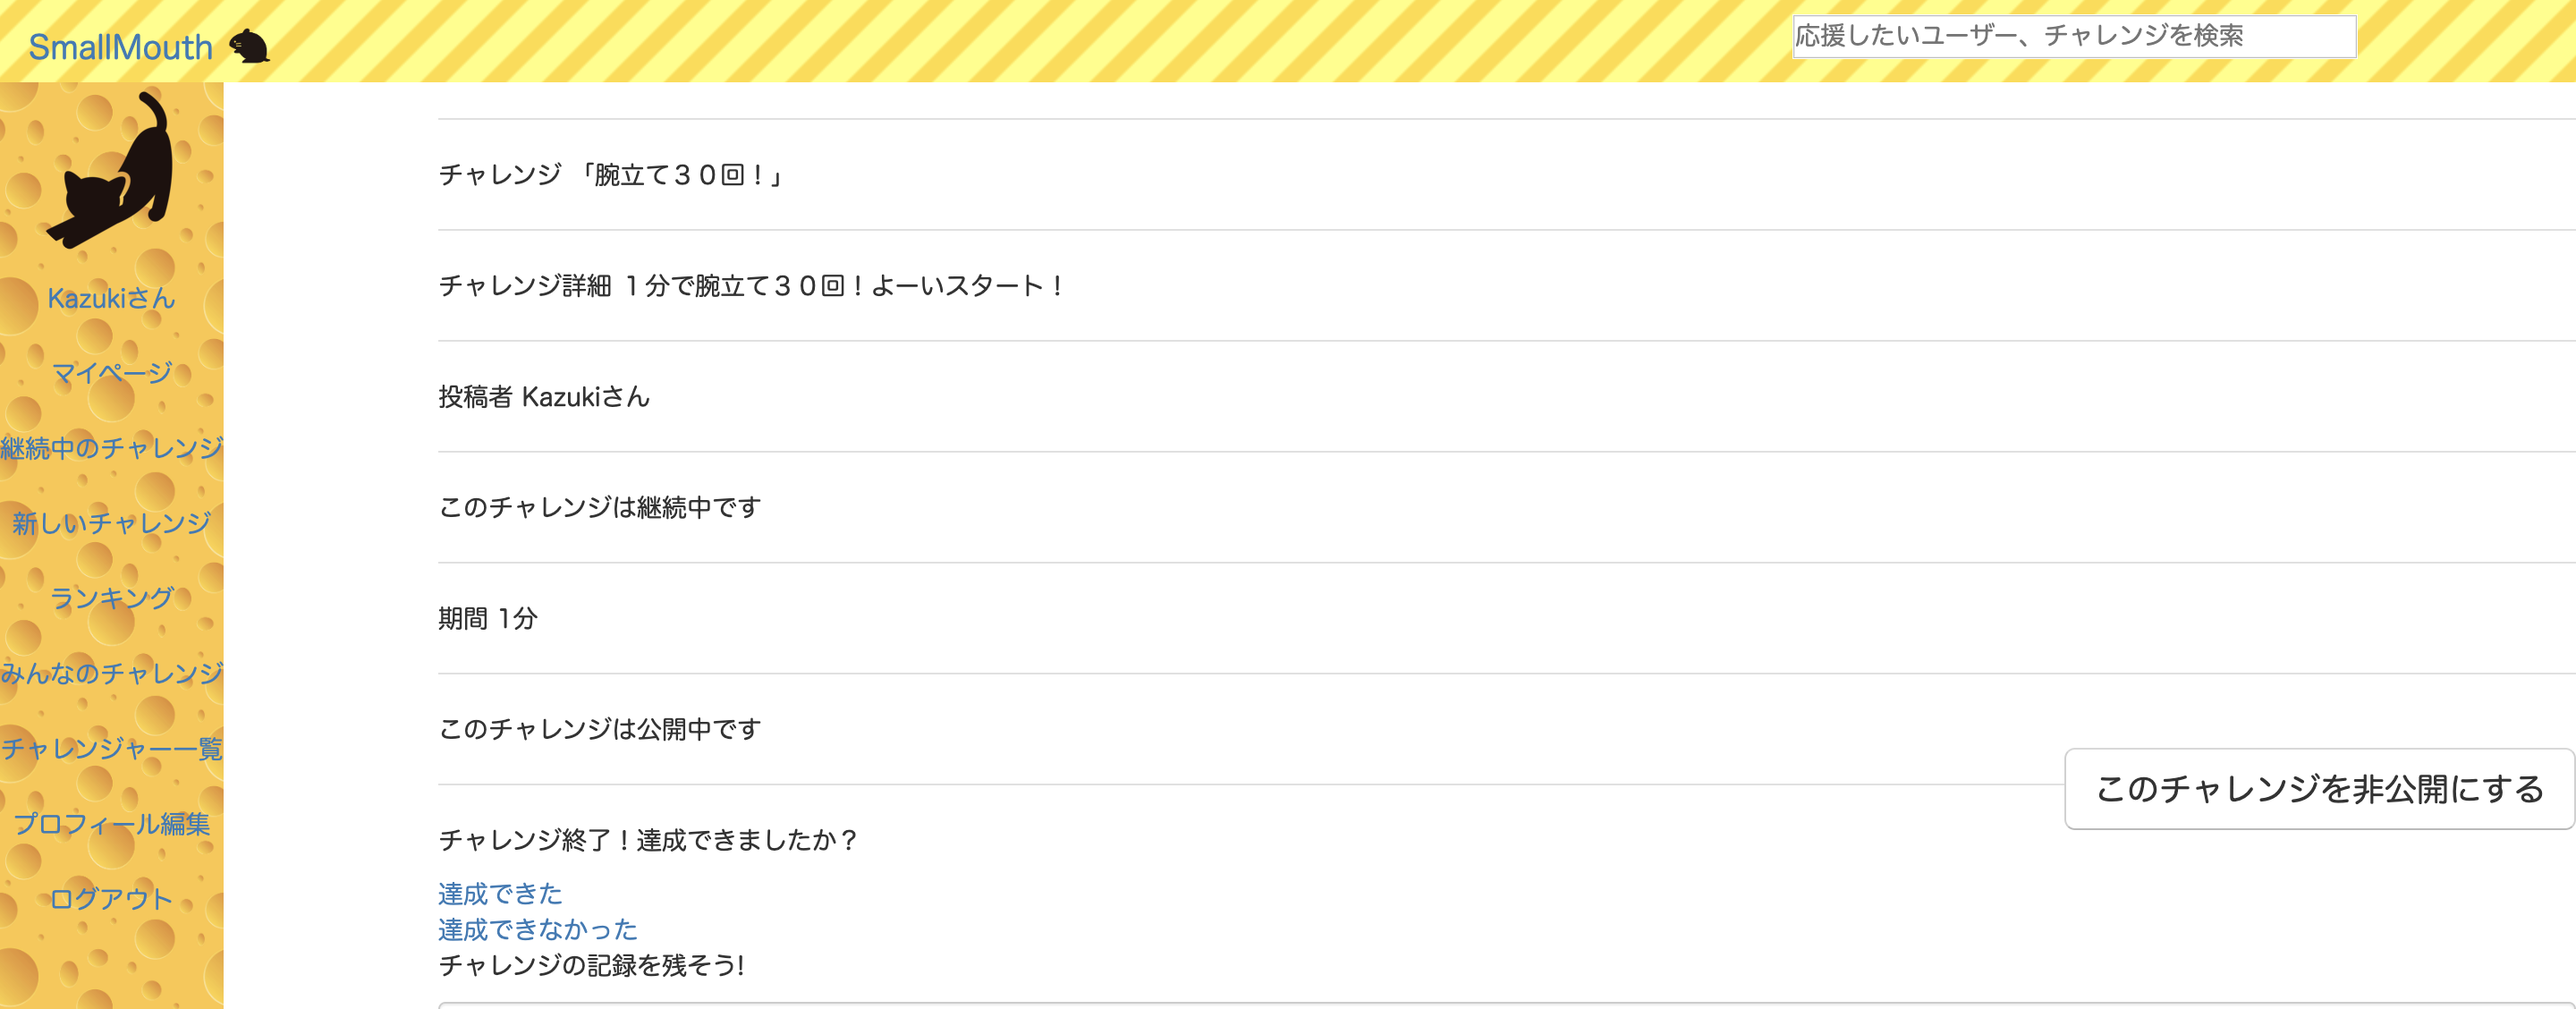 SmallMouth
応援したいユーザー、チャレンジを検索
Kazukiさん
マイページ
継続中のチャレンジ
新しいチャレンジ
ランキング
みんなのチャレンジ
チャレンジャー一覧
プロフィール編集
ログアウト
チャレンジ 「腕立て３０回！」
チャレンジ詳細 １分で腕立て３０回！よーいスタート！
投稿者 Kazukiさん
このチャレンジは継続中です
期間 1分
このチャレンジは公開中です
このチャレンジを非公開にする
チャレンジ終了！達成できましたか？
達成できた
達成できなかった
チャレンジの記録を残そう!